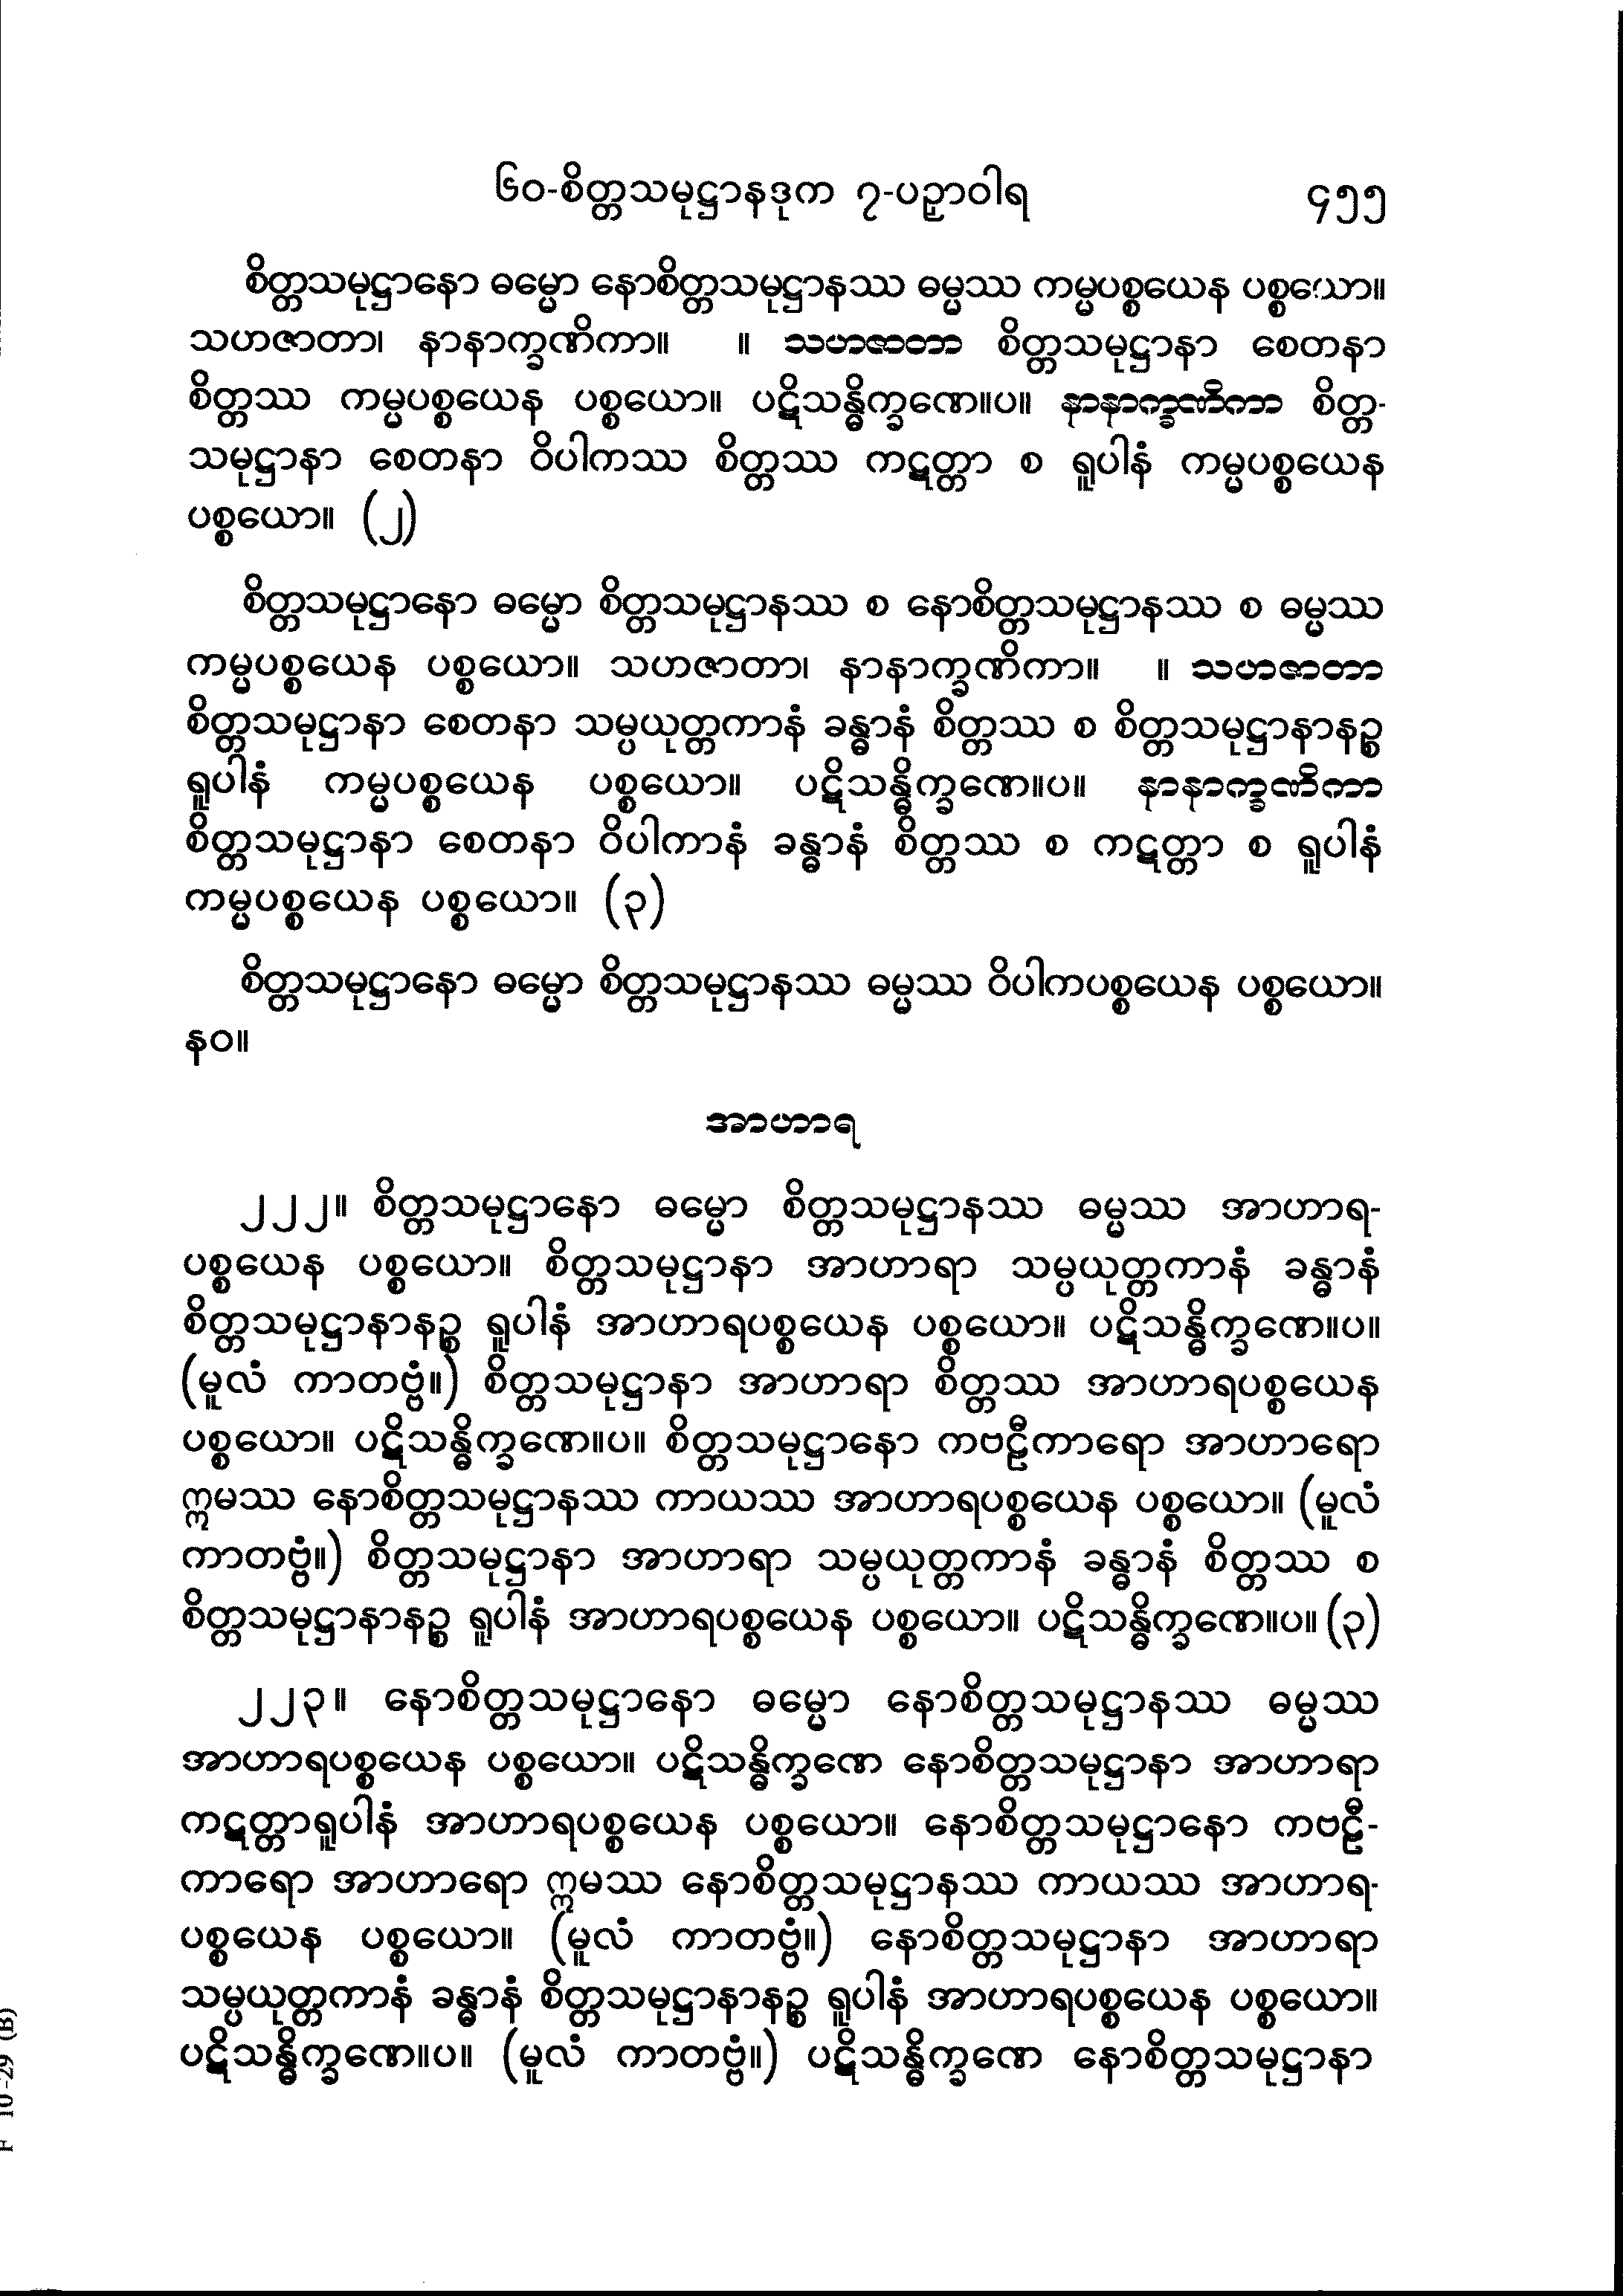 ၆၀-စိတ္တသမုဋ္ဌာနဒုက ၇-ပဉှာဝါရ ၄၅၅
စိတ္တသမုဋ္ဌာနော ဓမ္မော နောစိတ္တသမုဋ္ဌာနဿ ဓမ္မဿ ကမ္မပစ္စယေန ပစ္စယော။
သဟဇာတာ၊ နာနာက္ခဏိကာ။ ။ သဟဇာတာ စိတ္တသမုဋ္ဌာနာ စေတနာ
စိတ္တဿ ကမ္မပစ္စယေန ပစ္စယော။ ပဋိသန္ဓိက္ခဏေ။ပ။ နာနာက္ခဏိကာ စိတ္တ-
သမုဋ္ဌာနာ စေတနာ ဝိပါကဿ စိတ္တဿ ကဋတ္တာ စ ရူပါနံ ကမ္မပစ္စယေန
ပစ္စယော။ (၂)
စိတ္တသမုဋ္ဌာနော ဓမ္မော စိတ္တသမုဋ္ဌာနဿ စ နောစိတ္တသမုဋ္ဌာနဿ စ ဓမ္မဿ
ကမ္မပစ္စယေန ပစ္စယော။ သဟဇာတာ၊ နာနာက္ခဏိကာ။ ။ သဟဇာတာ
စိတ္တသမုဋ္ဌာနာ စေတနာ သမ္ပယုတ္တကာနံ ခန္ဓာနံ စိတ္တဿ စ စိတ္တသမုဋ္ဌာနာနဉ္စ
ရူပါနံ ကမ္မပစ္စယေန ပစ္စယော။ ပဋိသန္ဓိက္ခဏေ။ပ။ နာနာက္ခဏိကာ
စိတ္တသမုဋ္ဌာနာ စေတနာ ဝိပါကာနံ ခန္ဓာနံ စိတ္တဿ စ ကဋတ္တာ စ ရူပါနံ
ကမ္မပစ္စယေန ပစ္စယော။ (၃)
စိတ္တသမုဋ္ဌာနော ဓမ္မော စိတ္တသမုဋ္ဌာနဿ ဓမ္မဿ ဝိပါကပစ္စယေန ပစ္စယော။
နဝ။
အာဟာရ
၂၂၂။ စိတ္တသမုဋ္ဌာနော ဓမ္မော စိတ္တသမုဋ္ဌာနဿ ဓမ္မဿ အာဟာရ-
ပစ္စယေန ပစ္စယော။ စိတ္တသမုဋ္ဌာနာ အာဟာရာ သမ္ပယုတ္တကာနံ ခန္ဓာနံ
စိတ္တသမုဋ္ဌာနာနဉ္စ ရူပါနံ အာဟာရပစ္စယေန ပစ္စယော။ ပဋိသန္ဓိက္ခဏေ။ပ။
(မူလံ ကာတဗ္ဗံ။) စိတ္တသမုဋ္ဌာနာ အာဟာရာ စိတ္တဿ အာဟာရပစ္စယေန
ပစ္စယော။ ပဋိသန္ဓိက္ခဏေ။ပ။ စိတ္တသမုဋ္ဌာနော ကဗဠီကာရော အာဟာရော
ဣမဿ နောစိတ္တသမုဋ္ဌာနဿ ကာယဿ အာဟာရပစ္စယေန ပစ္စယော။ (မူလံ
ကာတဗ္ဗံ။) စိတ္တသမုဋ္ဌာနာ အာဟာရာ သမ္ပယုတ္တကာနံ ခန္ဓာနံ စိတ္တဿ စ
စိတ္တသမုဋ္ဌာနာနဉ္စ ရူပါနံ အာဟာရပစ္စယေန ပစ္စယော။ ပဋိသန္ဓိက္ခဏေ။ပ။ (၃)
၂၂၃။ နောစိတ္တသမုဋ္ဌာနော ဓမ္မော နောစိတ္တသမုဋ္ဌာနဿ ဓမ္မဿ
အာဟာရပစ္စယေန ပစ္စယော။ ပဋိသန္ဓိက္ခဏေ နောစိတ္တသမုဋ္ဌာနာ အာဟာရာ
ကဋတ္တာရူပါနံ အာဟာရပစ္စယေန ပစ္စယော။ နောစိတ္တသမုဋ္ဌာနော ကဗဠီ-
ကာရော အာဟာရော ဣမဿ နောစိတ္တသမုဋ္ဌာနဿ ကာယဿ အာဟာရ-
ပစ္စယေန ပစ္စယော။ (မူလံ ကာတဗ္ဗံ။) နောစိတ္တသမုဋ္ဌာနာ အာဟာရာ
သမ္ပယုတ္တကာနံ ခန္ဓာနံ စိတ္တသမုဋ္ဌာနာနဉ္စ ရူပါနံ အာဟာရပစ္စယေန ပစ္စယော။
ပဋိသန္ဓိက္ခဏေ။ပ။ (မူလံ ကာတဗ္ဗံ။) ပဋိသန္ဓိက္ခဏေ နောစိတ္တသမုဋ္ဌာနာ
F 10-29 (B)